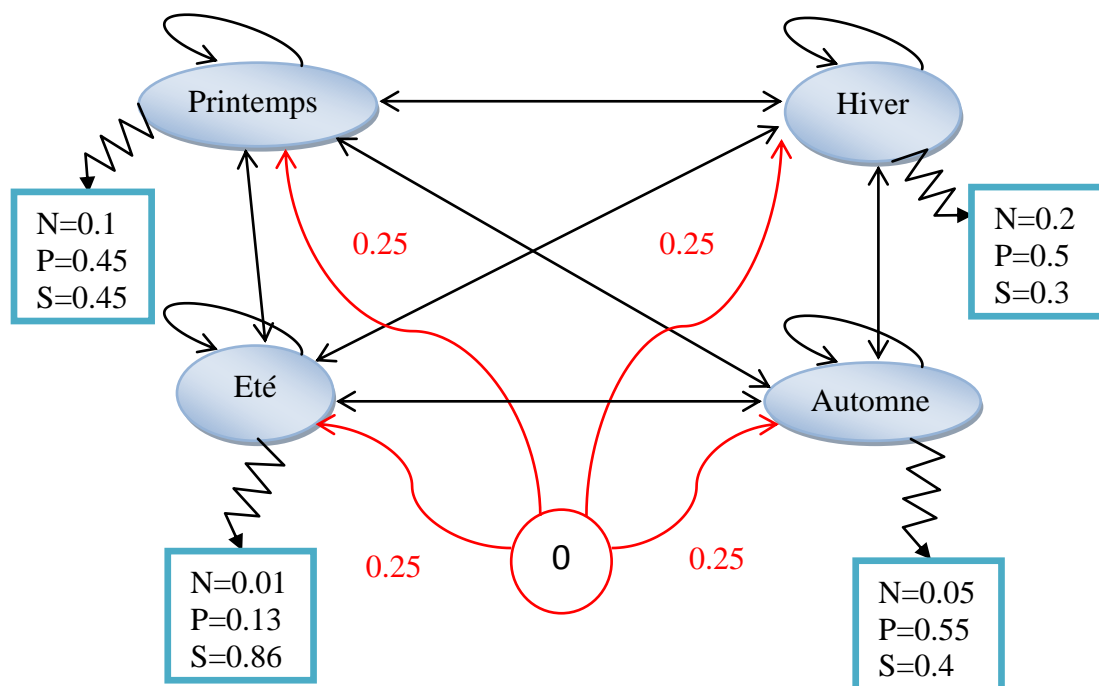 Printemps
Hiver
N=0.1
P=0.45
S=0.45
0.25
0.25
N=0.2
P=0.5
S=0.3
Eté
Automne
0.25
0
0.25
N=0.01
P=0.13
S=0.86
N=0.05
P=0.55
S=0.4